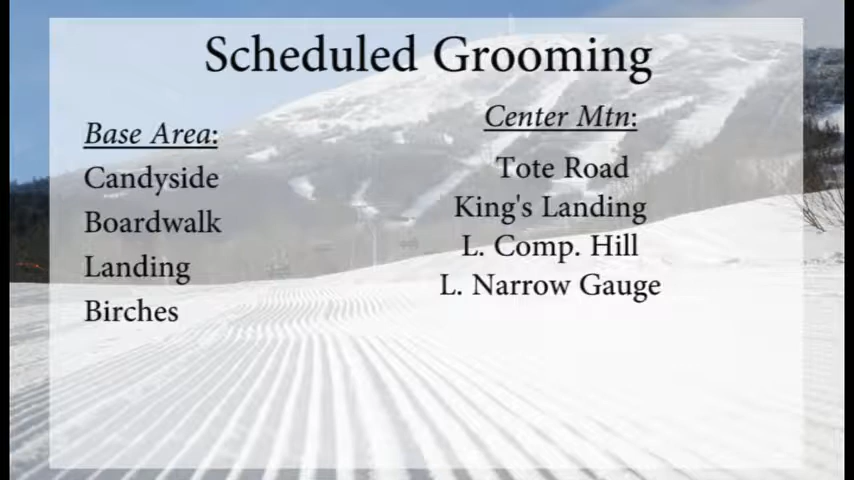 Scheduled Grooming
Base Area:
Candyside
Boardwalk
Landing
Birches
Center Mtn:
Tote Road
King's Landing
L. Comp. Hill
L. Narrow Gauge